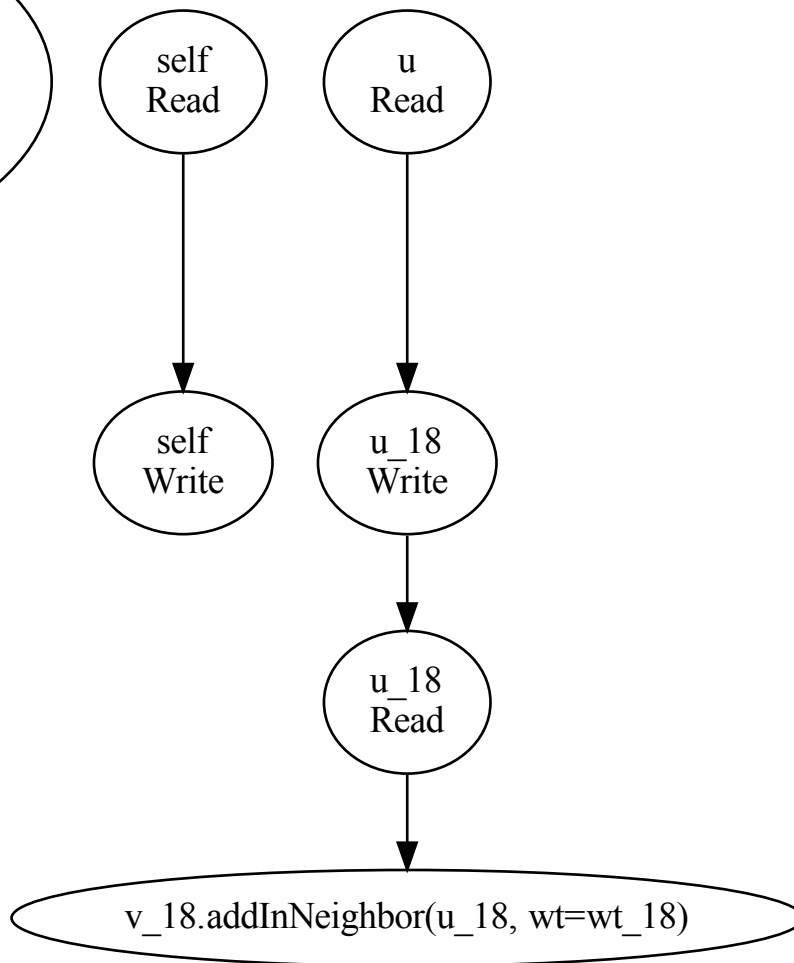 self
Read
u
Read
self
Write
u_18
Write
u_18
Read
v_18.addInNeighbor(u_18, wt=wt_18)